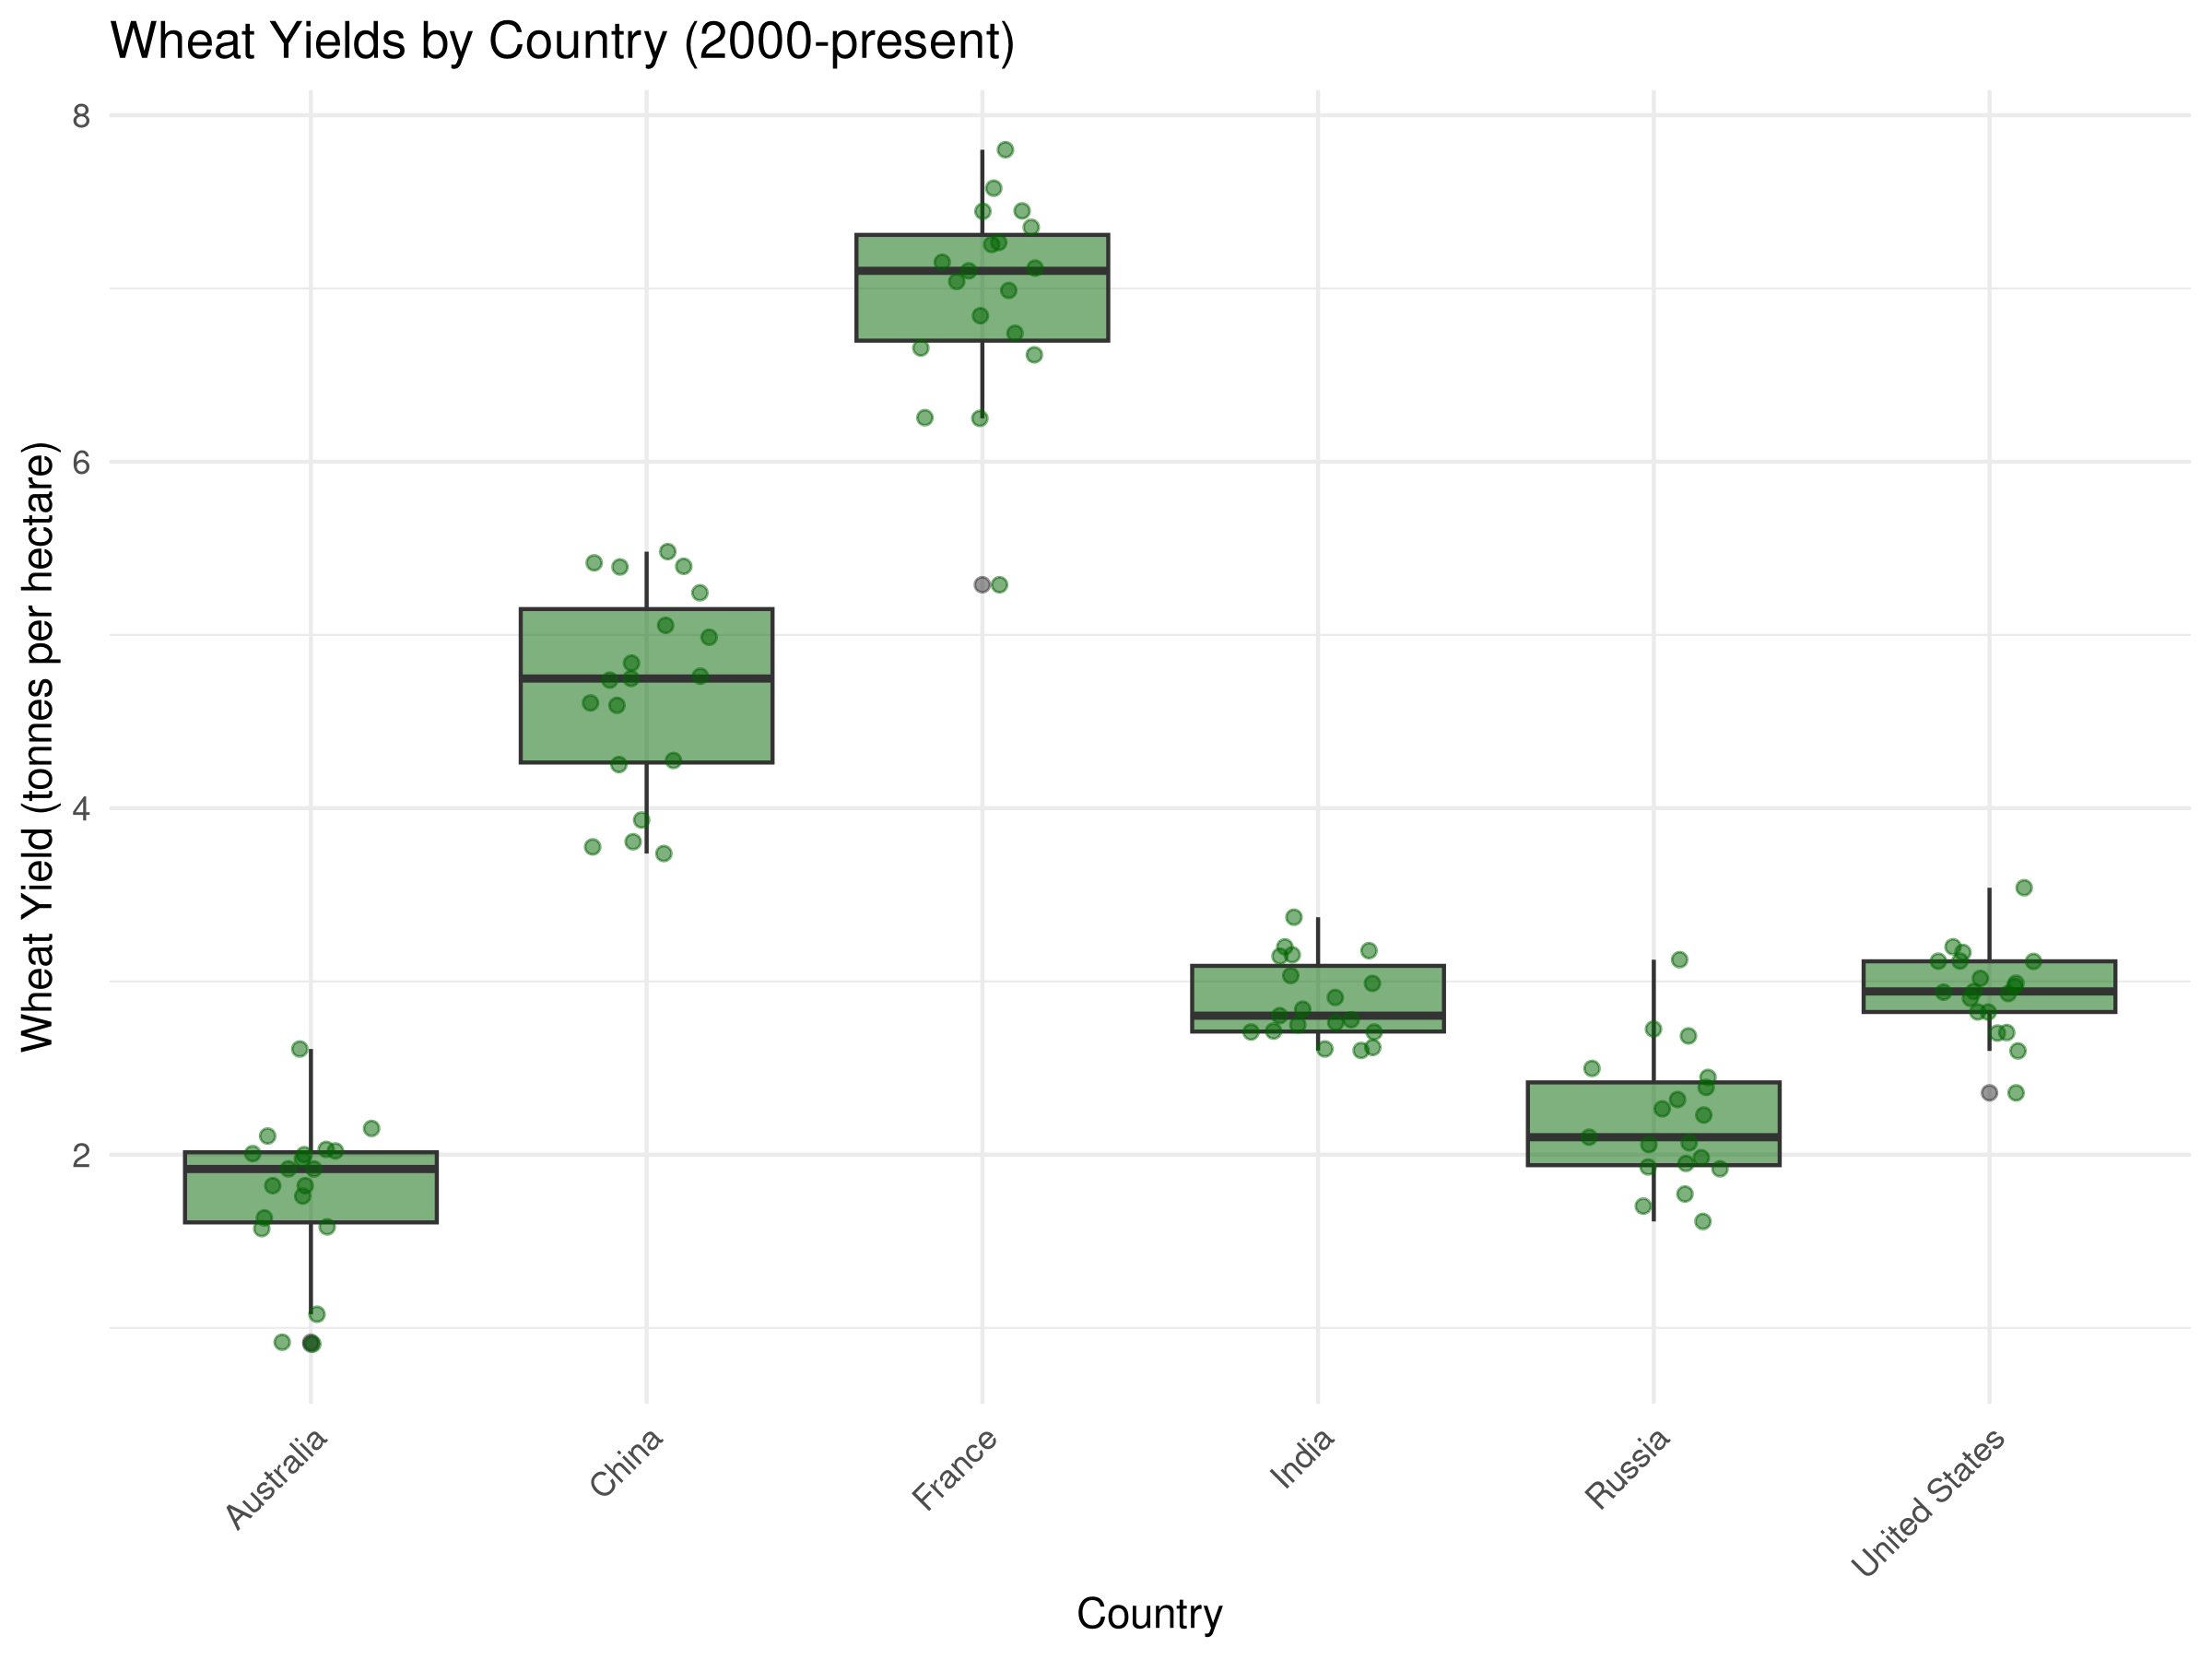 Wheat Yields by Country (2000-present)
Wheat Yield (tonnes per hectare)
8
6
4
2
Australia
China
France
India
Russia
United States
Country